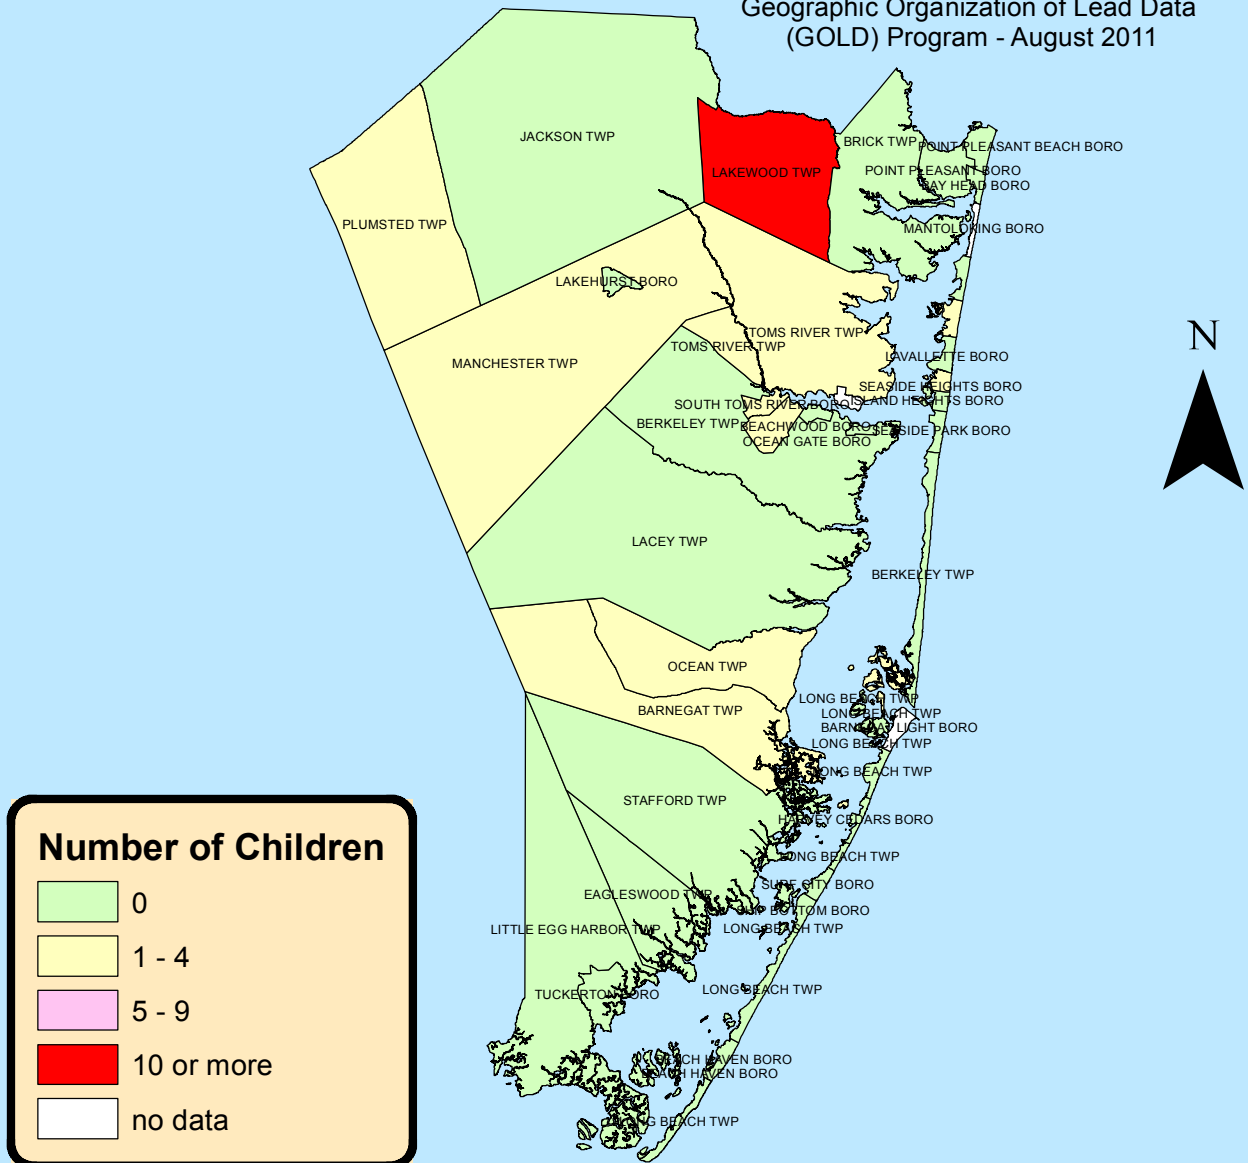 Geographic Organization of Lead Data
(GOLD) Program - August 2011
JACKSON TWP
BRICK TWP
POINT PLEASANT BEACH BORO
LAKEWOOD TWP
POINT PLEASANT BORO
BAY HEAD BORO
PLUMSTED TWP
MANTOLOKING BORO
LAKEHURST BORO
N
TOMS RIVER TWP
TOMS RIVER TWP
LAVALLETTE BORO
MANCHESTER TWP
SEASIDE HEIGHTS BORO
ISLAND HEIGHTS BORO
SOUTH TOMS RIVER BORO
BERKELEY TWP
BEACHWOOD BORO
SEASIDE PARK BORO
OCEAN GATE BORO
LACEY TWP
BERKELEY TWP
OCEAN TWP
LONG BEACH TWP
BARNEGAT TWP
LONG BEACH TWP
BARNEGAT LIGHT BORO
LONG BEACH TWP
LONG BEACH TWP
STAFFORD TWP
HARVEY CEDARS BORO
LONG BEACH TWP
SURF CITY BORO
EAGLESWOOD TWP
SHIP BOTTOM BORO
LITTLE EGG HARBOR TWP
LONG BEACH TWP
LONG BEACH TWP
TUCKERTON BORO
BEACH HAVEN BORO
BEACH HAVEN BORO
LONG BEACH TWP
Number of Children
0
1 - 4
5 - 9
10 or more
no data